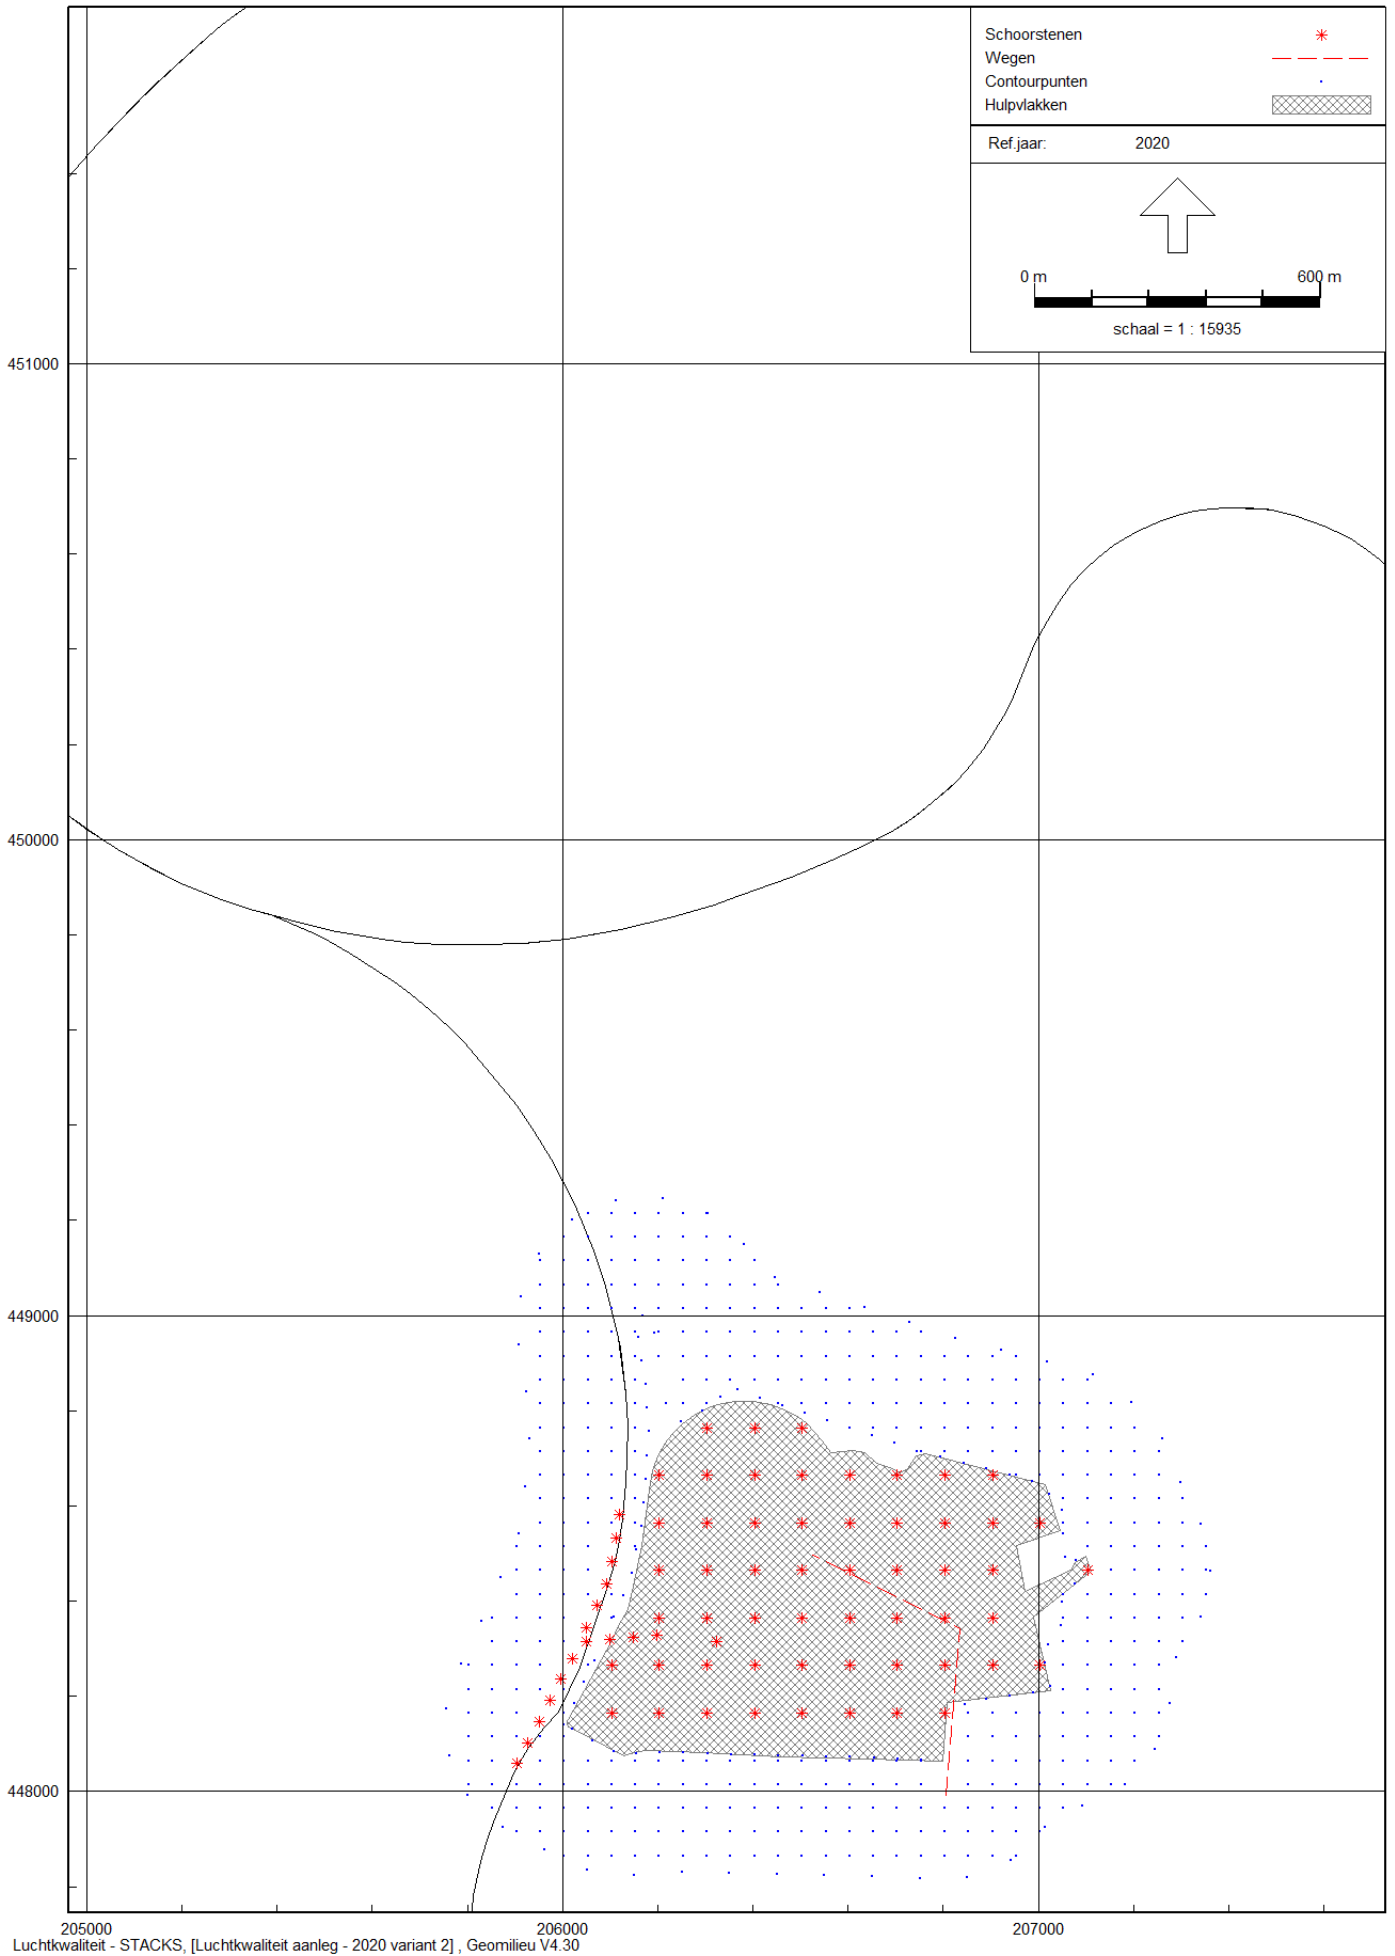 Schoorstenen
Wegen
Contourpunten
Hulpvlakken
Ref.jaar: 2020
0 m 600 m
schaal = 1 : 15935
451000
450000
449000
448000
205000 206000 207000
Luchtkwaliteit - STACKS, [Luchtkwaliteit aanleg - 2020 variant 2] , Geomilieu V4.30